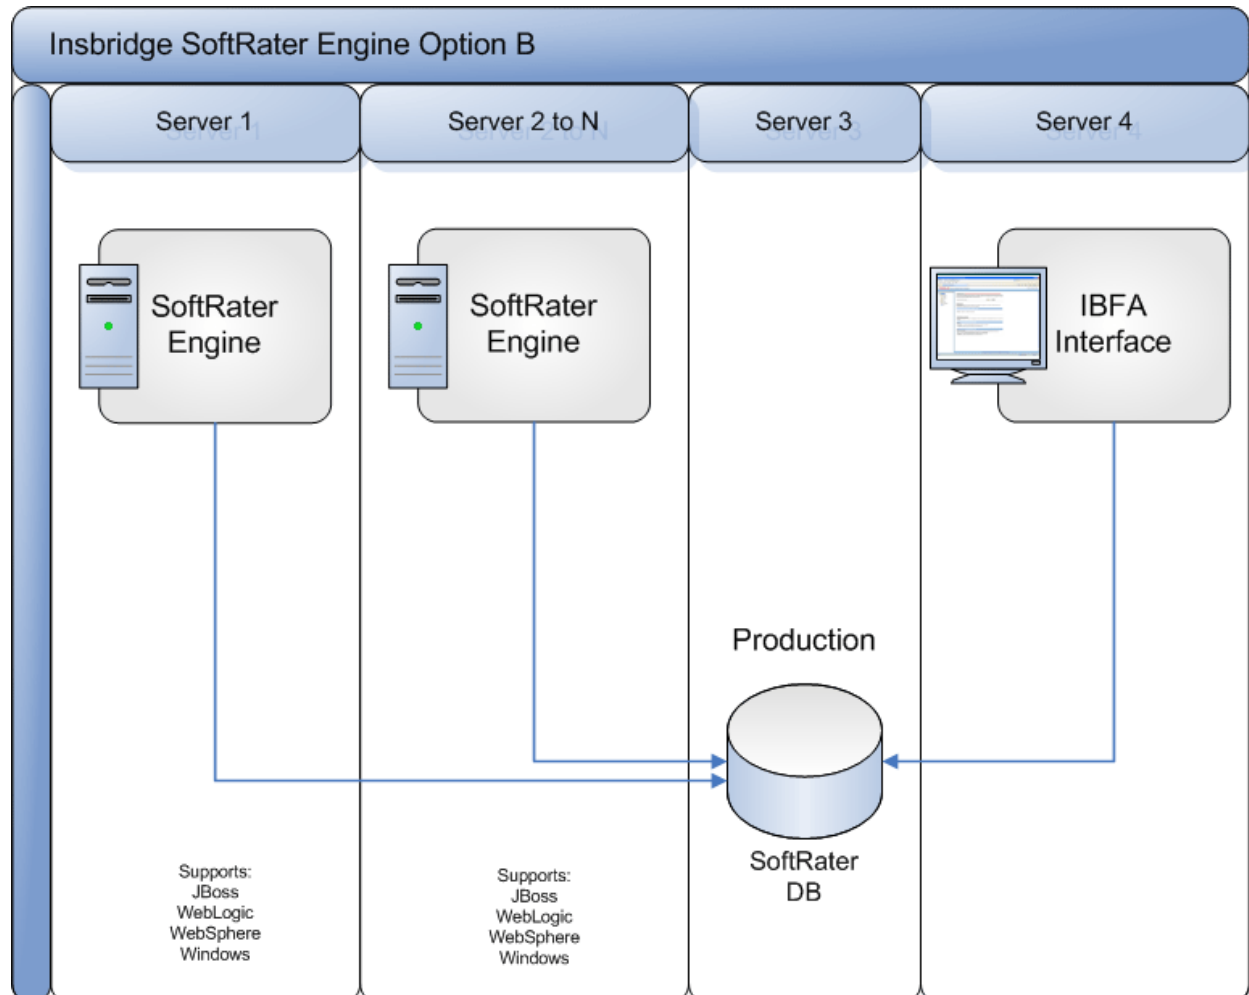 Insbridge SoftRater Engine Option B
Server 1
Server 2 to N
Server 3
Server 4
SoftRater
Engine
SoftRater
Engine
IBFA
Interface
Production
SoftRater
DB
Supports:
JBoss
WebLogic
WebSphere
Windows
Supports:
JBoss
WebLogic
WebSphere
Windows